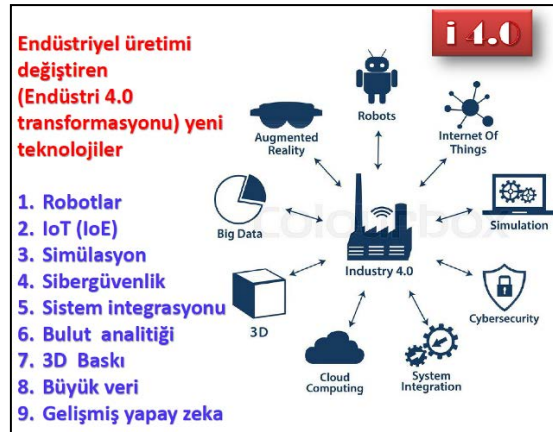 i 4.0
Endüstriyel üretimi
değiştiren
(Endüstri 4.0
transformasyonu) yeni
teknolojiler
1. Robotlar
2. IoT (IoE)
3. Simülasyon
4. Sibergüvenlik
5. Sistem integrasyonu
6. Bulut analitiği
7. 3D Baskı
8. Büyük veri
9. Gelişmiş yapay zeka
Robots
Augmented
Reality
Internet Of
Things
Big Data
Simulation
Industry 4.0
3D
Cybersecurity
Cloud
Computing
System
Integration